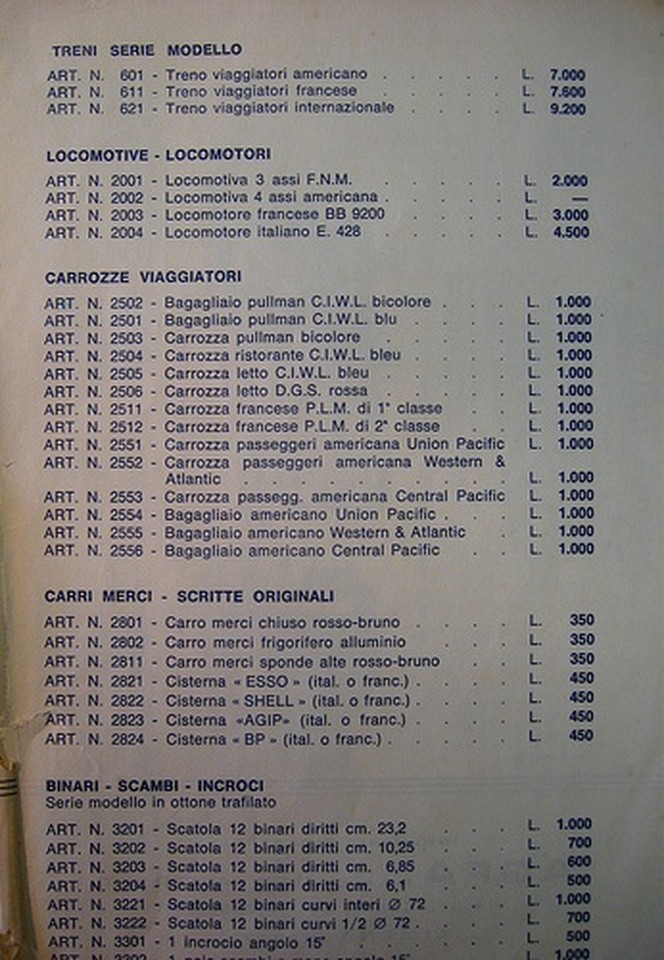 TRENI SERIE MODELLO
ART. N. 601 - Treno viaggiatori americano . . . . . L. 7.000
ART. N. 611 - Treno viaggiatori francese . . . . . L. 7.600
ART. N. 621 - Treno viaggiatori internazionale . . . . L. 9.200
LOCOMOTIVE - LOCOMOTORI
ART. N. 2001 - Locomotiva 3 assi F.N.M. . . . . . L. 2.000
ART. N. 2002 - Locomotiva 4 assi americana . . . . . L. —
ART. N. 2003 - Locomotore francese BB 9200 . . . . L. 3.000
ART. N. 2004 - Locomotore italiano E. 428 . . . . . L. 4.500
CARROZZE VIAGGIATORI
ART. N. 2502 - Bagagliaio pullman C.I.W.L. bicolore . . . L. 1.000
ART. N. 2501 - Bagagliaio pullman C.I.W.L. blu . . . . L. 1.000
ART. N. 2503 - Carrozza pullman bicolore . . . . . L. 1.000
ART. N. 2504 - Carrozza ristorante C.I.W.L. bleu . . . . L. 1.000
ART. N. 2505 - Carrozza letto C.I.W.L. bleu . . . . . L. 1.000
ART. N. 2506 - Carrozza letto D.G.S. rossa . . . . . L. 1.000
ART. N. 2511 - Carrozza francese P.L.M. di 1ª classe . . L. 1.000
ART. N. 2512 - Carrozza francese P.L.M. di 2ª classe . . L. 1.000
ART. N. 2551 - Carrozza passeggeri americana Union Pacific L. 1.000
ART. N. 2552 - Carrozza passeggeri americana Western &
Atlantic . . . . . . . . . . L. 1.000
ART. N. 2553 - Carrozza passegg. americana Central Pacific L. 1.000
ART. N. 2554 - Bagagliaio americano Union Pacific . . . L. 1.000
ART. N. 2555 - Bagagliaio americano Western & Atlantic . L. 1.000
ART. N. 2556 - Bagagliaio americano Central Pacific . . L. 1.000
CARRI MERCI - SCRITTE ORIGINALI
ART. N. 2801 - Carro merci chiuso rosso-bruno . . . . L. 350
ART. N. 2802 - Carro merci frigorifero alluminio . . . . L. 350
ART. N. 2811 - Carro merci sponde alte rosso-bruno . . L. 350
ART. N. 2821 - Cisterna « ESSO » (ital. o franc.) . . . . L. 450
ART. N. 2822 - Cisterna « SHELL » (ital. o franc.) . . . . L. 450
ART. N. 2823 - Cisterna «AGIP» (ital. o franc.) . . . . L. 450
ART. N. 2824 - Cisterna « BP » (ital. o franc.) . . . . . L. 450
BINARI - SCAMBI - INCROCI
Serie modello in ottone trafilato
ART. N. 3201 - Scatola 12 binari diritti cm. 23,2 . . . L. 1.000
ART. N. 3202 - Scatola 12 binari diritti cm. 10,25 . . . L. 700
ART. N. 3203 - Scatola 12 binari diritti cm. 6,85 . . . L. 600
ART. N. 3204 - Scatola 12 binari diritti cm. 6,1 . . . L. 500
ART. N. 3221 - Scatola 12 binari curvi interi Ø 72 . . . L. 1.000
ART. N. 3222 - Scatola 12 binari curvi 1/2 Ø 72 . . . . L. 700
ART. N. 3301 - 1 incrocio angolo 15° . . . . . . L. 500